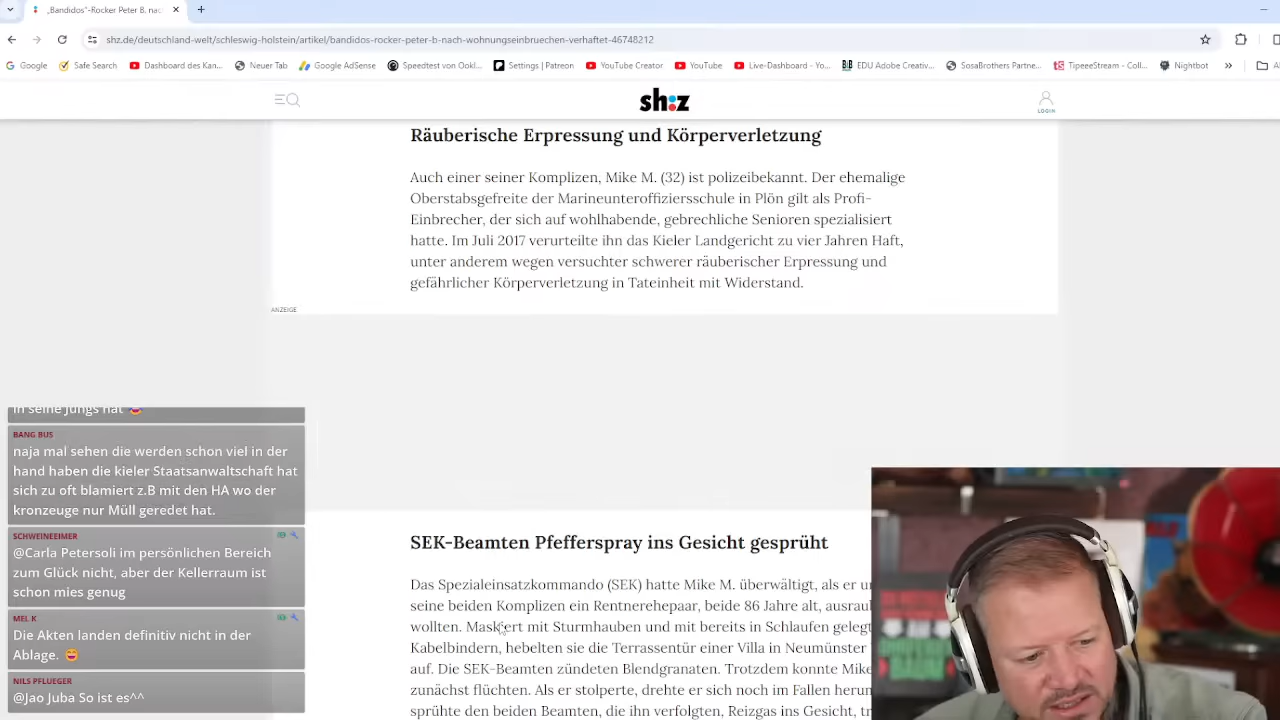 „Bandidos“-Rocker Peter B. nac
shz.de/deutschland-welt/schleswig-holstein/artikel/bandidos-rocker-peter-b-nach-wohnungseinbruechen-verhaftet-46748212
Google Safe Search Dashboard des Kan... Neuer Tab Google AdSense Speedtest von Ookl... Settings | Patreon YouTube Creator YouTube Live-Dashboard - Yo... EDU Adobe Creativ... SosaBrothers Partne... TipeeeStream - Coll... Nightbot »
sh:z
LOGIN
Räuberische Erpressung und Körperverletzung
Auch einer seiner Komplizen, Mike M. (32) ist polizeibekannt. Der ehemalige
Oberstabsgefreite der Marineunteroffiziersschule in Plön gilt als Profi-
Einbrecher, der sich auf wohlhabende, gebrechliche Senioren spezialisiert
hatte. Im Juli 2017 verurteilte ihn das Kieler Landgericht zu vier Jahren Haft,
unter anderem wegen versuchter schwerer räuberischer Erpressung und
gefährlicher Körperverletzung in Tateinheit mit Widerstand.
ANZEIGE
in seine Jungs hat
BANG BUS
naja mal sehen die werden schon viel in der
hand haben die kieler Staatsanwaltschaft hat
sich zu oft blamiert z.B mit den HA wo der
kronzeuge nur Müll geredet hat.
SCHWEINEEIMER
@Carla Petersoli im persönlichen Bereich
zum Glück nicht, aber der Kellerraum ist
schon mies genug
MEL K
Die Akten landen definitiv nicht in der
Ablage.
NILS PFLUEGER
@Jao Juba So ist es^^
SEK-Beamten Pfefferspray ins Gesicht gesprüht
Das Spezialeinsatzkommando (SEK) hatte Mike M. überwältigt, als er u
seine beiden Komplizen ein Rentnerehepaar, beide 86 Jahre alt, ausrau
wollten. Maskiert mit Sturmhauben und mit bereits in Schlaufen geleg
Kabelbindern, hebelten sie die Terrassentür einer Villa in Neumünster
auf. Die SEK-Beamten zündeten Blendgranaten. Trotzdem konnte Mike
zunächst flüchten. Als er stolperte, drehte er sich noch im Fallen herum
sprühte den beiden Beamten, die ihn verfolgten, Reizgas ins Gesicht, tr